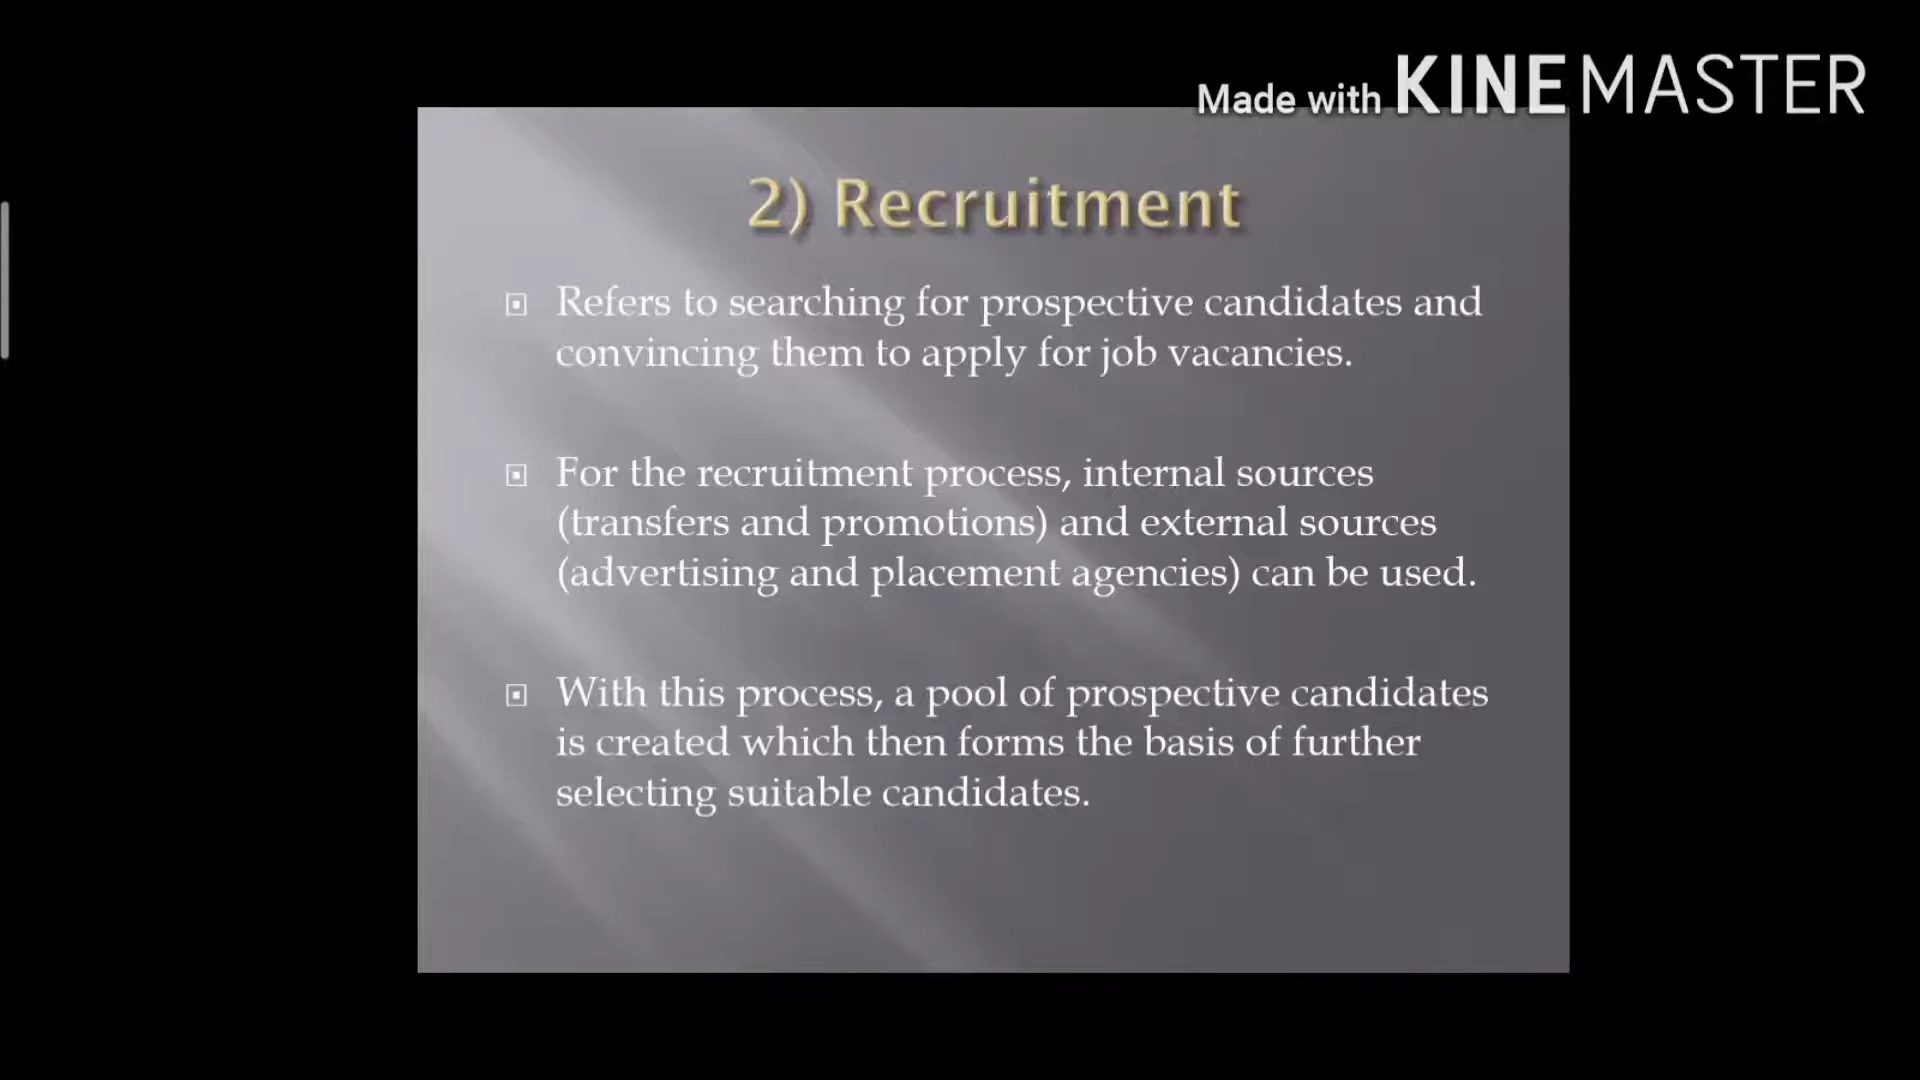 Made with KINEMASTER
2) Recruitment
Refers to searching for prospective candidates and
convincing them to apply for job vacancies.
For the recruitment process, internal sources
(transfers and promotions) and external sources
(advertising and placement agencies) can be used.
With this process, a pool of prospective candidates
is created which then forms the basis of further
selecting suitable candidates.